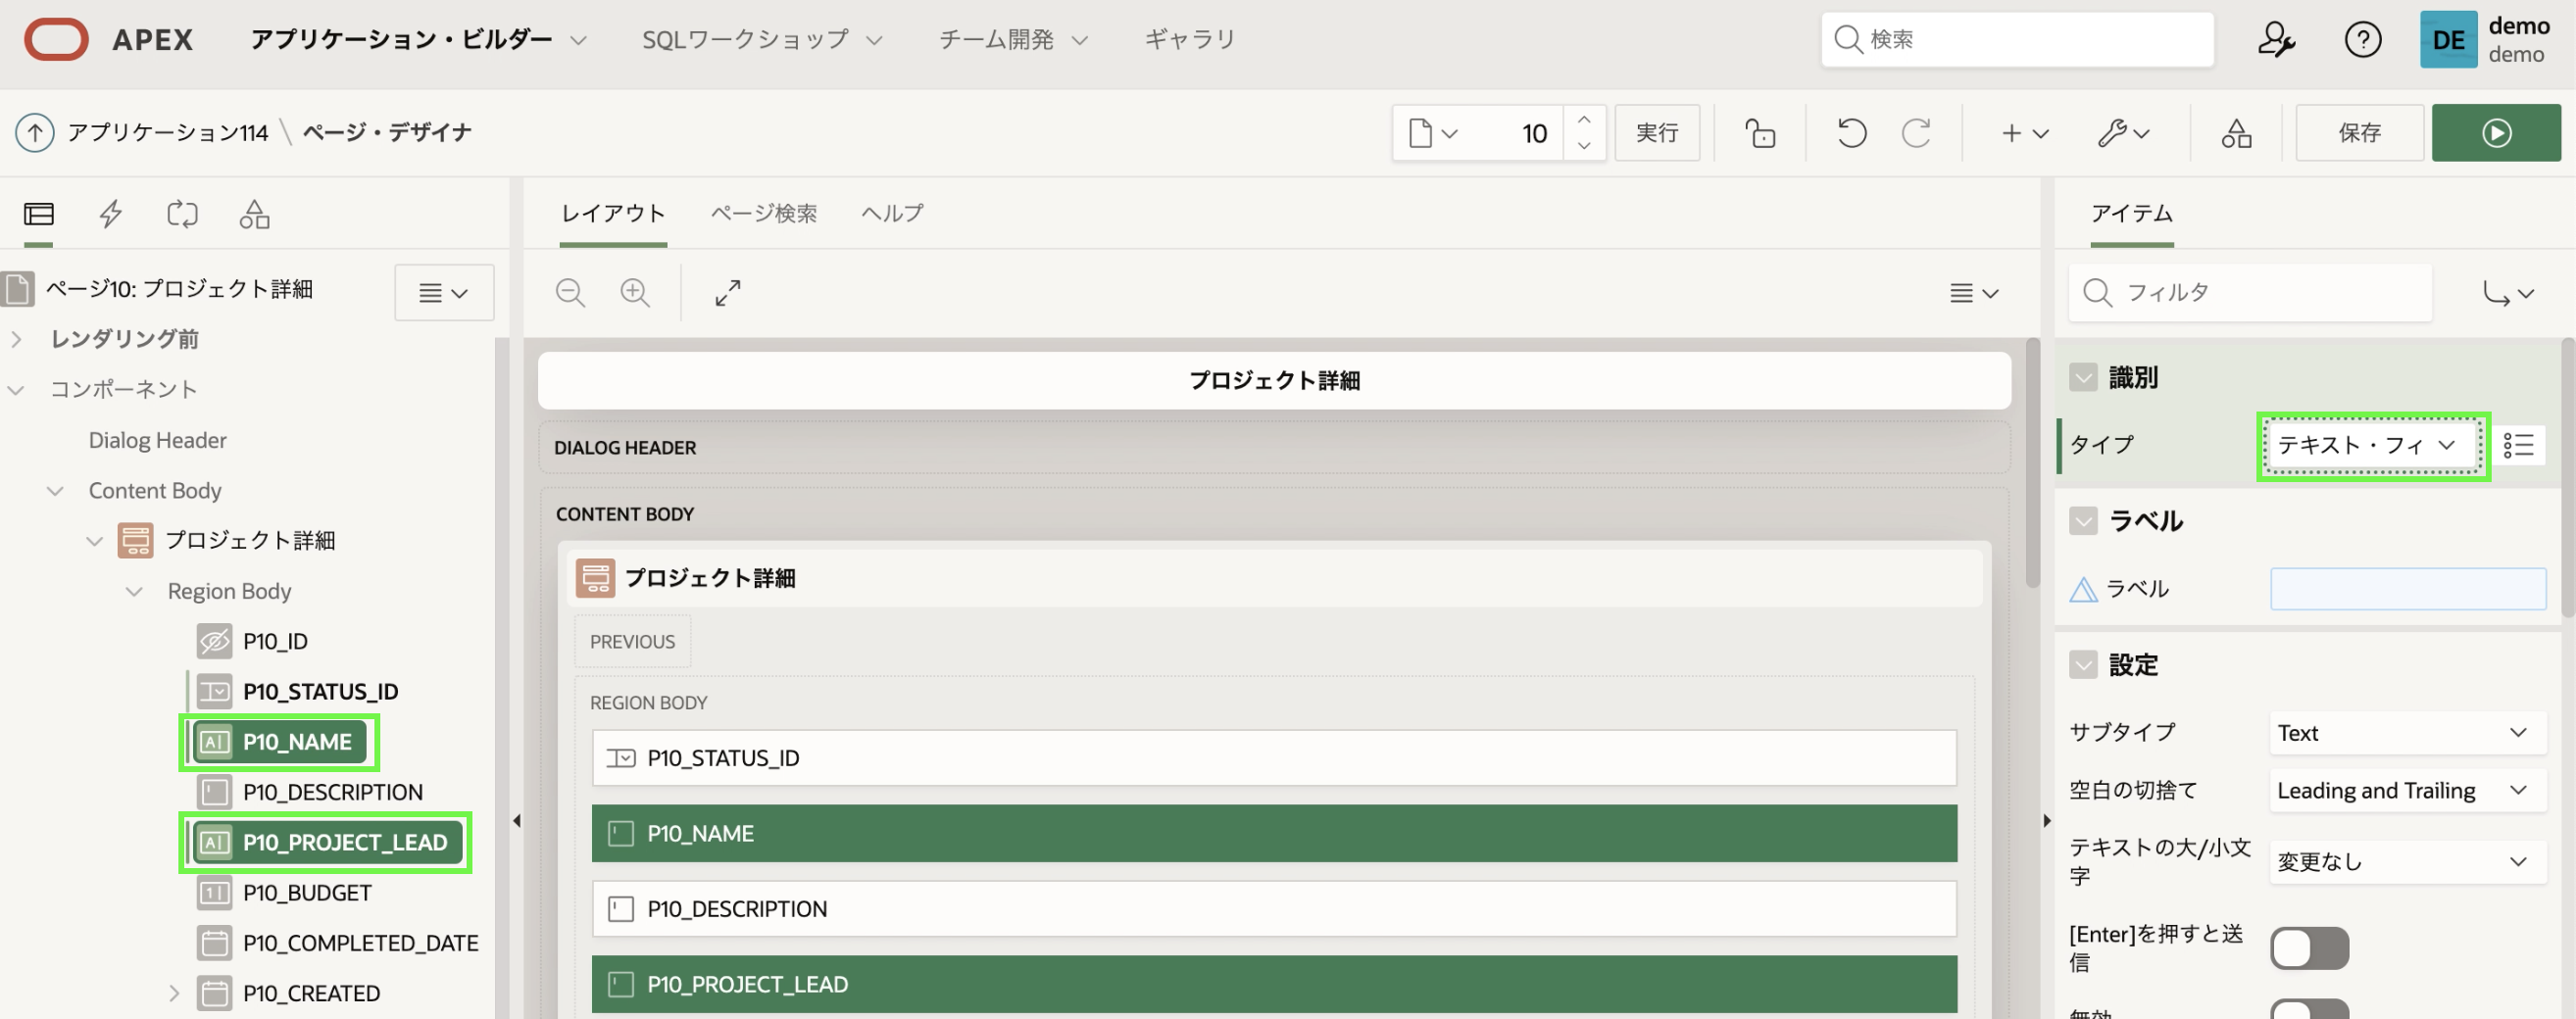 APEX アプリケーション・ビルダー SQLワークショップ チーム開発 ギャラリ 検索 DE demo
demo
アプリケーション114 \ ページ・デザイナ 10 実行 保存
レイアウト ページ検索 ヘルプ アイテム
ページ10: プロジェクト詳細
レンダリング前
コンポーネント
Dialog Header
Content Body
プロジェクト詳細
Region Body
P10_ID
P10_STATUS_ID
P10_NAME
P10_DESCRIPTION
P10_PROJECT_LEAD
P10_BUDGET
P10_COMPLETED_DATE
P10_CREATED
プロジェクト詳細
DIALOG HEADER
CONTENT BODY
プロジェクト詳細
PREVIOUS
REGION BODY
P10_STATUS_ID
P10_NAME
P10_DESCRIPTION
P10_PROJECT_LEAD
フィルタ
識別
タイプ テキスト・フィ
ラベル
ラベル
設定
サブタイプ Text
空白の切捨て Leading and Trailing
テキストの大/小文
字 変更なし
[Enter]を押すと送
信